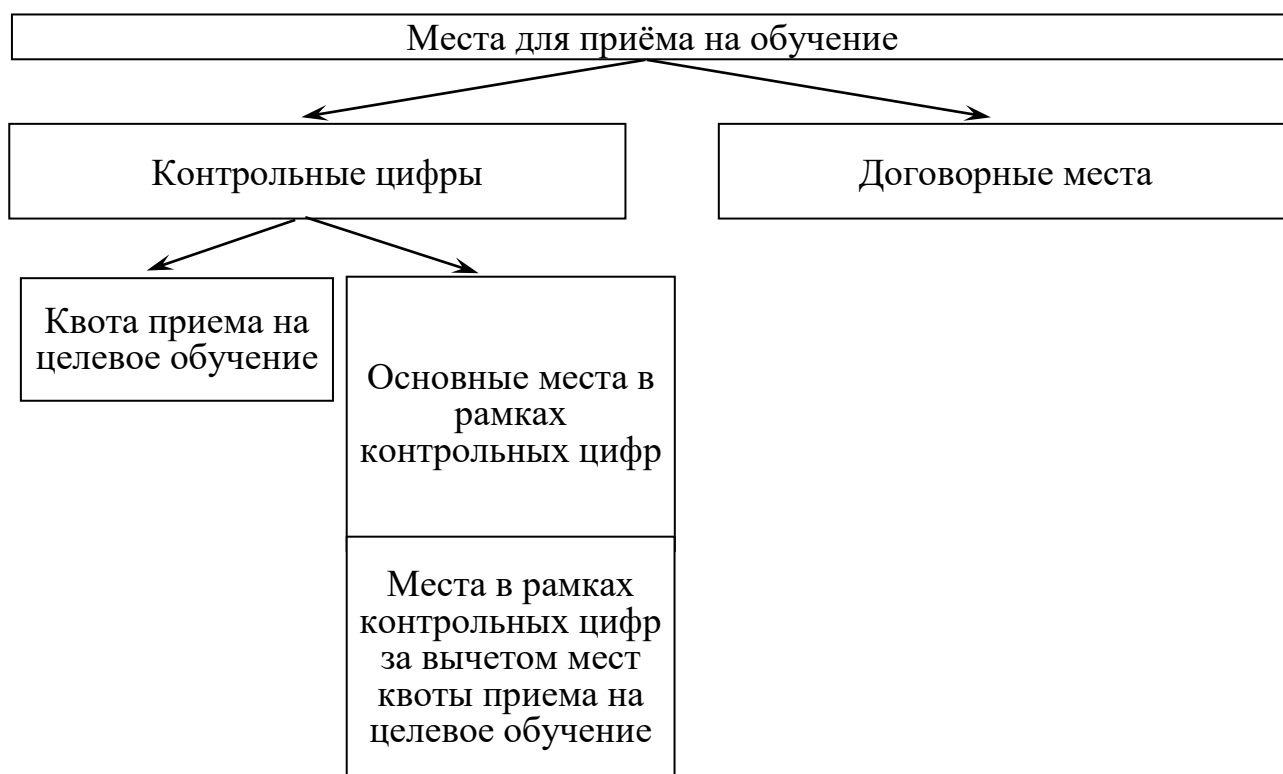 Места для приёма на обучение
Контрольные цифры
Договорные места
Квота приема на
целевое обучение
Основные места в
рамках
контрольных цифр
Места в рамках
контрольных цифр
за вычетом мест
квоты приема на
целевое обучение